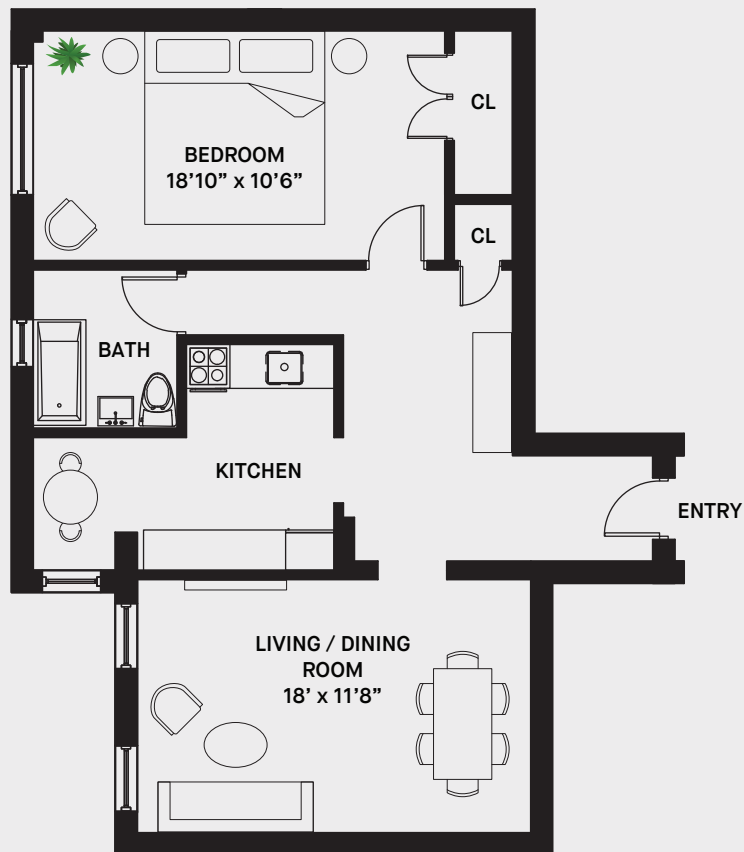 CL
BEDROOM
18’10” x 10’6”
CL
BATH
KITCHEN
ENTRY
LIVING / DINING
ROOM
18’ x 11’8”